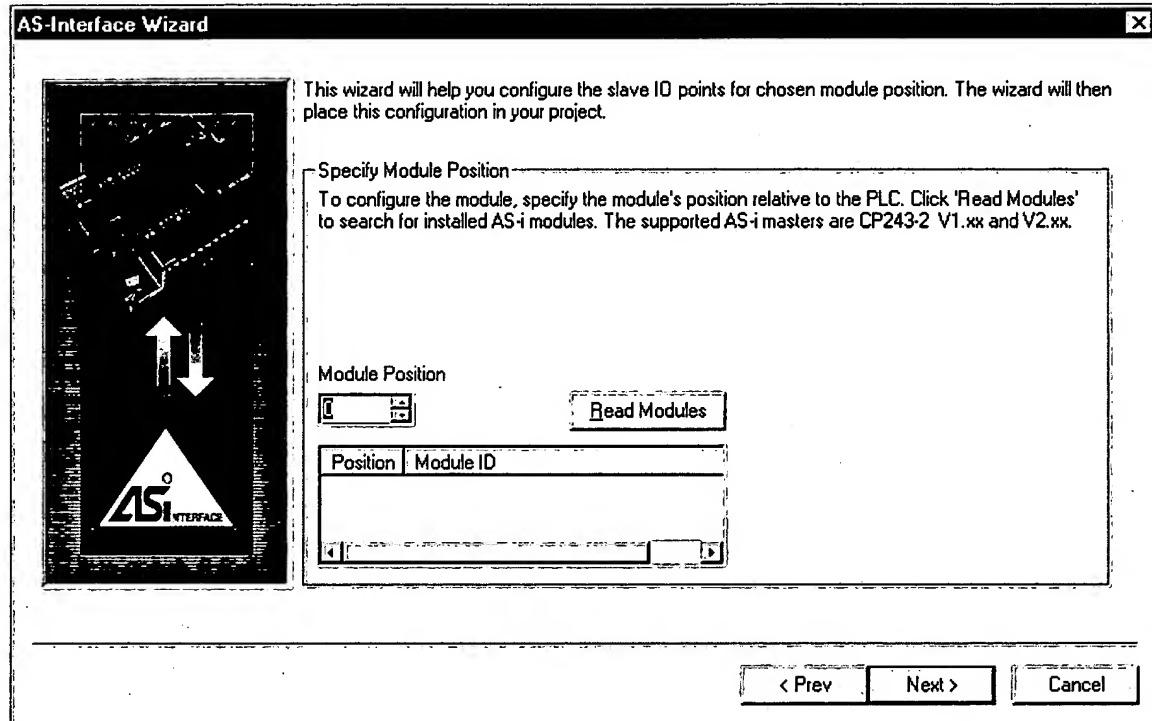 AS-Interface Wizard
This wizard will help you configure the slave IO points for chosen module position. The wizard will then
place this configuration in your project.
Specify Module Position
To configure the module, specify the module's position relative to the PLC. Click 'Read Modules'
to search for installed AS-i modules. The supported AS-i masters are CP243-2 V1.xx and V2.xx.
Module Position
0
Read Modules
Position Module ID
ASi INTERFACE
< Prev Next > Cancel